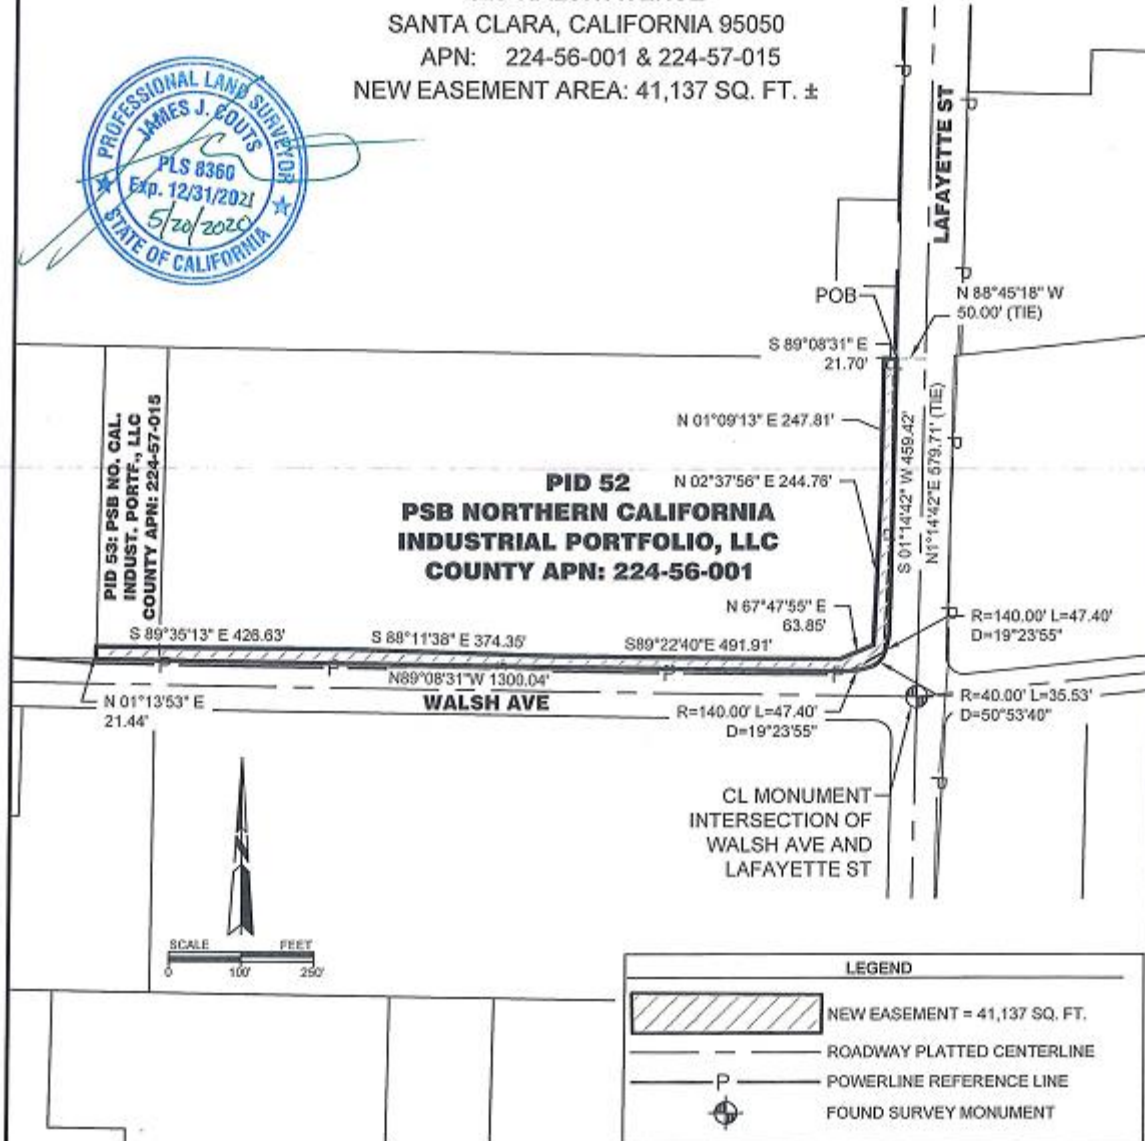 SANTA CLARA, CALIFORNIA 95050
APN: 224-56-001 & 224-57-015
NEW EASEMENT AREA: 41,137 SQ. FT. ±
PROFESSIONAL LAND SURVEYOR
JAMES J. COUTS
PLS 8360
Exp. 12/31/2021
5/20/2020
STATE OF CALIFORNIA
P
LAFAYETTE ST
P
POB
P
N 88°45'18" W
50.00' (TIE)
S 89°08'31" E
21.70'
N 01°09'13" E 247.81'
S 01°14'42" W 459.42'
N1°14'42"E 579.71' (TIE)
P
PID 53: PSB NO. CAL.
INDUST. PORTF., LLC
COUNTY APN: 224-57-015
PID 52
PSB NORTHERN CALIFORNIA
INDUSTRIAL PORTFOLIO, LLC
COUNTY APN: 224-56-001
N 02°37'56" E 244.76'
N 67°47'55" E
63.85'
P
R=140.00' L=47.40'
D=19°23'55"
S 89°35'13" E 426.63'
S 88°11'38" E 374.35'
S89°22'40"E 491.91'
P
P
P
P
N89°08'31"W 1300.04'
WALSH AVE
N 01°13'53" E
21.44'
R=140.00' L=47.40'
D=19°23'55"
R=40.00' L=35.53'
D=50°53'40"
P
CL MONUMENT
INTERSECTION OF
WALSH AVE AND
LAFAYETTE ST
N
SCALE FEET
0 100' 250'
LEGEND
NEW EASEMENT = 41,137 SQ. FT.
ROADWAY PLATTED CENTERLINE
P POWERLINE REFERENCE LINE
FOUND SURVEY MONUMENT